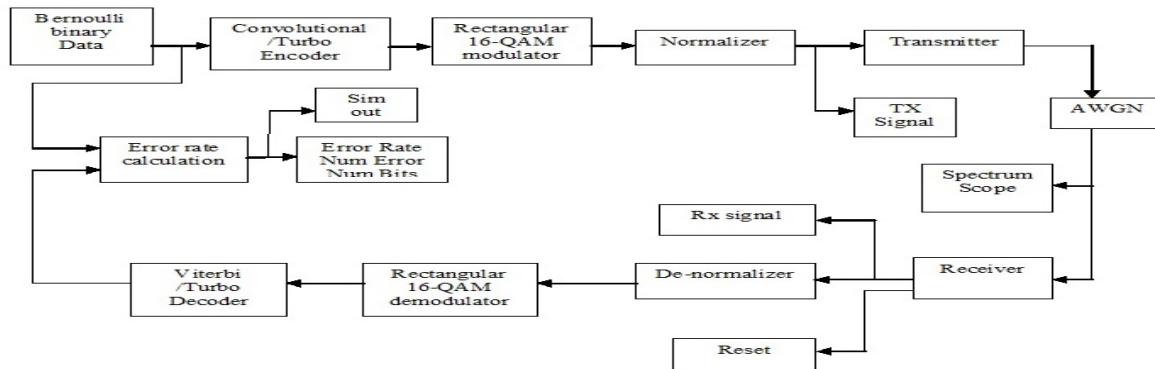 Bernoulli
binary
Data
Convolutional
/Turbo
Encoder
Rectangular
16-QAM
modulator
Normalizer
Transmitter
Sim
out
TX
Signal
AWGN
Error rate
calculation
Error Rate
Num Error
Num Bits
Spectrum
Scope
Rx signal
Viterbi
/Turbo
Decoder
Rectangular
16-QAM
demodulator
De-normalizer
Receiver
Reset